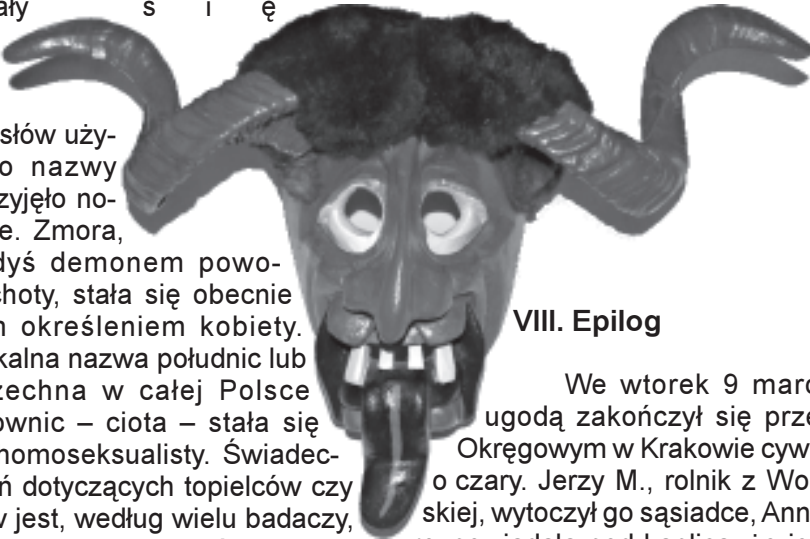 ały s i ę
słów uży-
o nazwy
zyjęło no-
e. Zmora,
dyś demonem powo-
choty, stała się obecnie
n określeniem kobiety.
kalna nazwa południc lub
zechna w całej Polsce
ownic – ciota – stała się
homoseksualisty. Świadec-
ń dotyczących topielców czy
w jest, według wielu badaczy,
VIII. Epilog
We wtorek 9 marc
ugodą zakończył się prze
Okręgowym w Krakowie cyw
o czary. Jerzy M., rolnik z Wo
skiej, wytoczył go sąsiadce, Ann